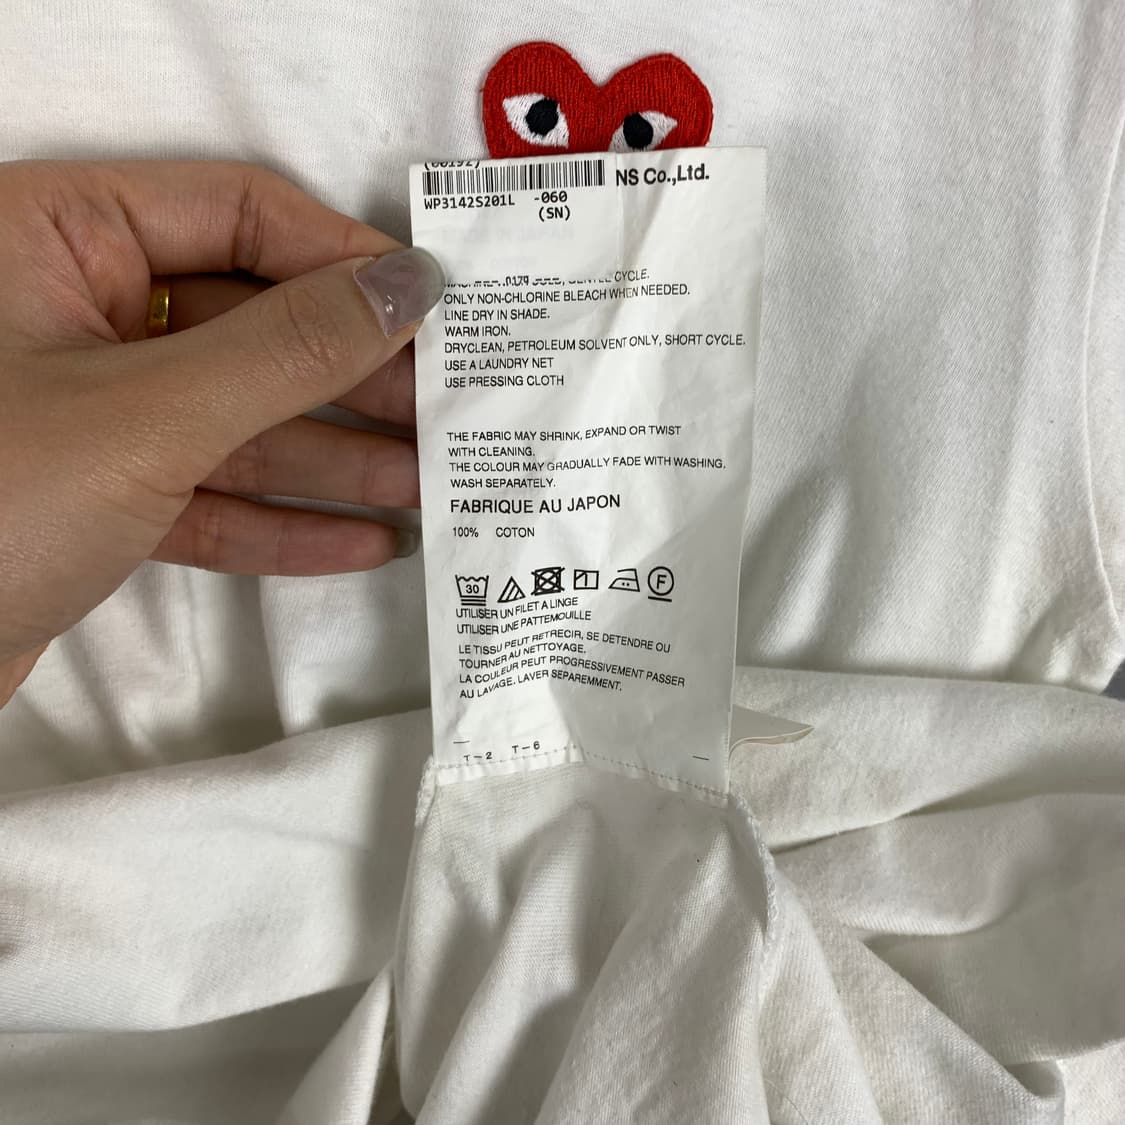 (00192)
WP3142S201L -060
(SN)
NS Co.,Ltd.
CYCLE.
ONLY NON-CHLORINE BLEACH WHEN NEEDED.
LINE DRY IN SHADE.
WARM IRON.
DRYCLEAN, PETROLEUM SOLVENT ONLY, SHORT CYCLE.
USE A LAUNDRY NET
USE PRESSING CLOTH
THE FABRIC MAY SHRINK, EXPAND OR TWIST
WITH CLEANING.
THE COLOUR MAY GRADUALLY FADE WITH WASHING.
WASH SEPARATELY.
FABRIQUE AU JAPON
100% COTON
30
F
UTILISER UN FILET A LINGE
UTILISER UNE PATTEMOUILLE
LE TISSU PEUT RETRECIR, SE DETENDRE OU
TOURNER AU NETTOYAGE.
LA COULEUR PEUT PROGRESSIVEMENT PASSER
AU LAVAGE. LAVER SEPAREMMENT.
T-2 T-6